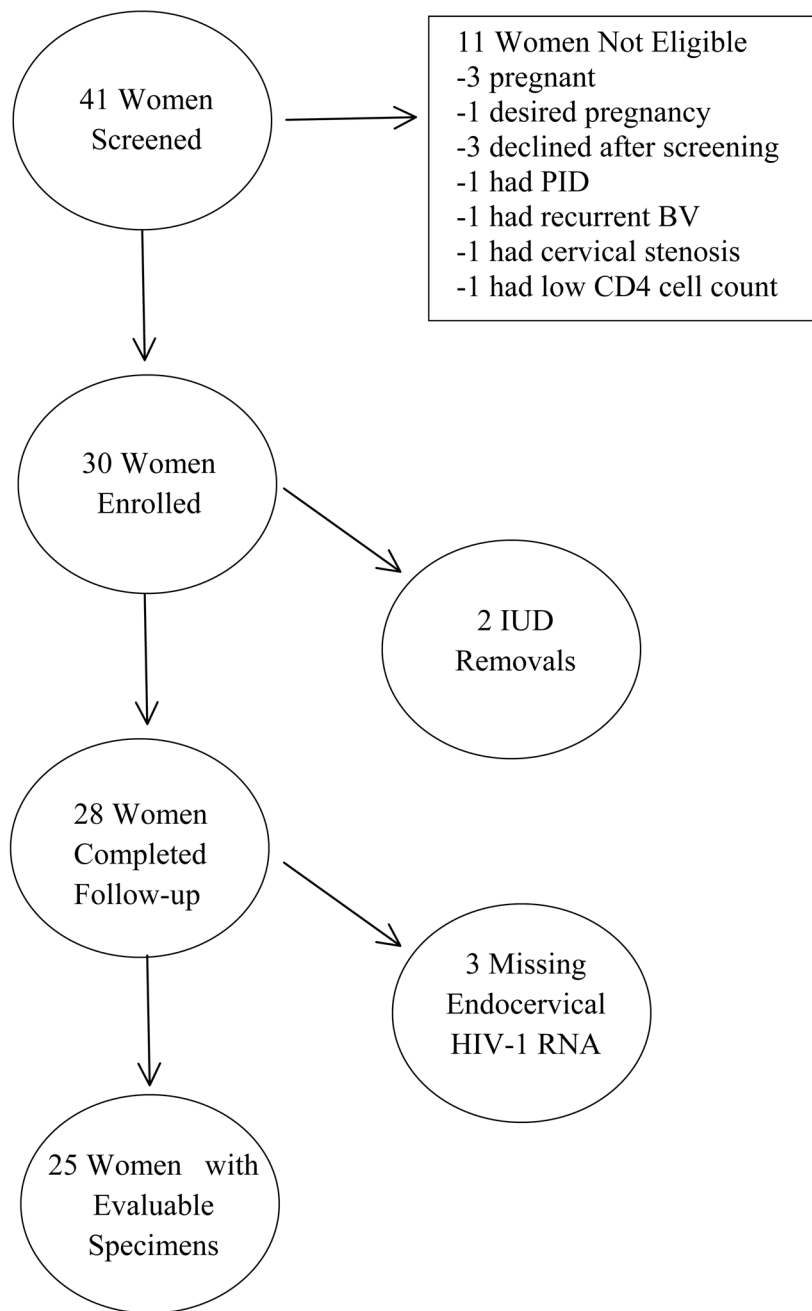 41 Women
Screened
11 Women Not Eligible
-3 pregnant
-1 desired pregnancy
-3 declined after screening
-1 had PID
-1 had recurrent BV
-1 had cervical stenosis
-1 had low CD4 cell count
30 Women
Enrolled
2 IUD
Removals
28 Women
Completed
Follow-up
3 Missing
Endocervical
HIV-1 RNA
25 Women with
Evaluable
Specimens